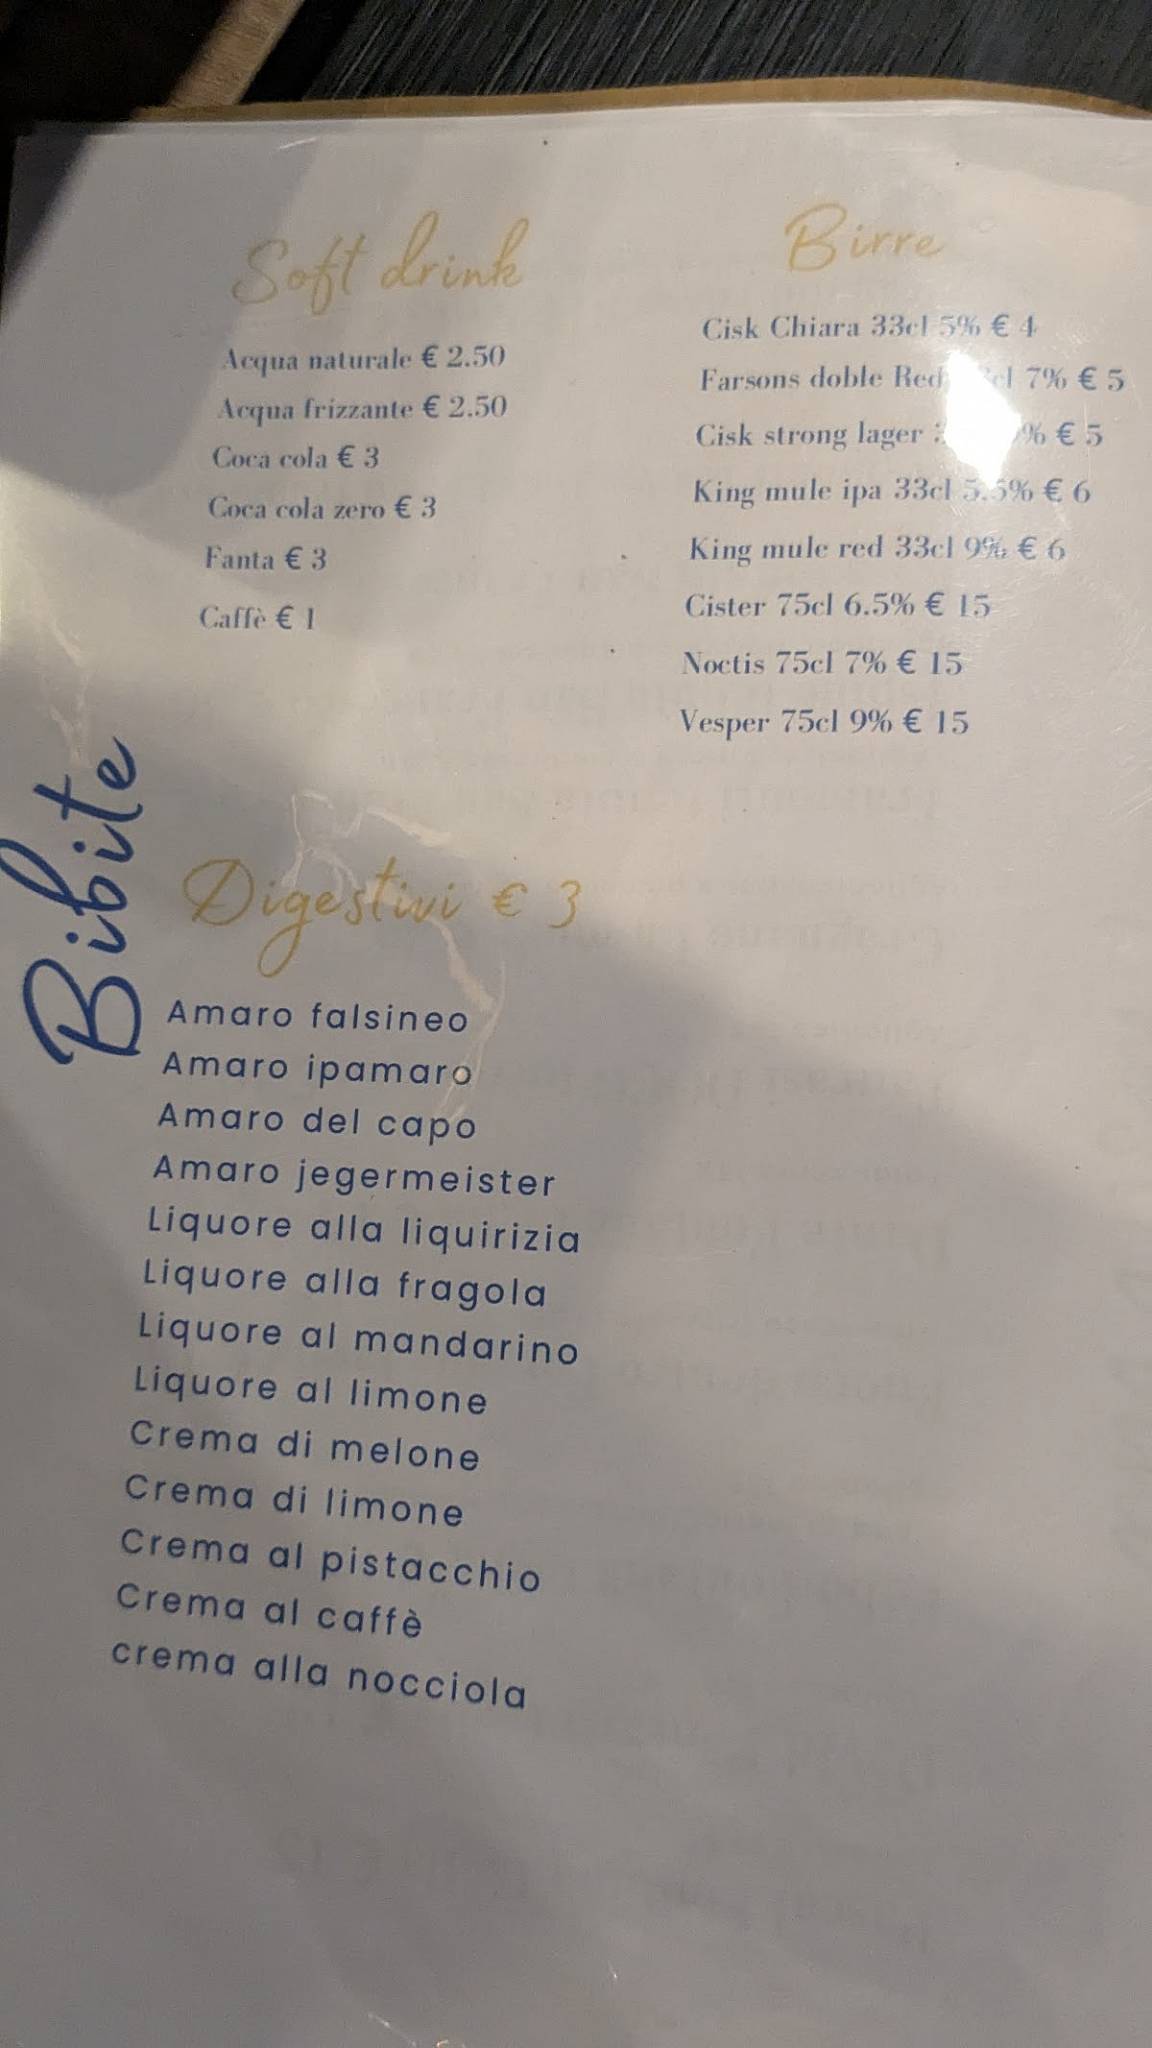 Soft drink
Acqua naturale € 2.50
Acqua frizzante € 2.50
Coca cola € 3
Coca cola zero € 3
Fanta € 3
Caffè € 1
Birre
Cisk Chiara 33cl 5% € 4
Farsons doble Red 7% € 5
Cisk strong lager € 5
King mule ipa 33cl 5.5% € 6
King mule red 33cl 9% € 6
Cister 75cl 6.5% € 15
Noctis 75cl 7% € 15
Vesper 75cl 9% € 15
Bibite
Digestivi € 3
Amaro falsineo
Amaro ipamaro
Amaro del capo
Amaro jegermeister
Liquore alla liquirizia
Liquore alla fragola
Liquore al mandarino
Liquore al limone
Crema di melone
Crema di limone
Crema al pistacchio
Crema al caffè
crema alla nocciola